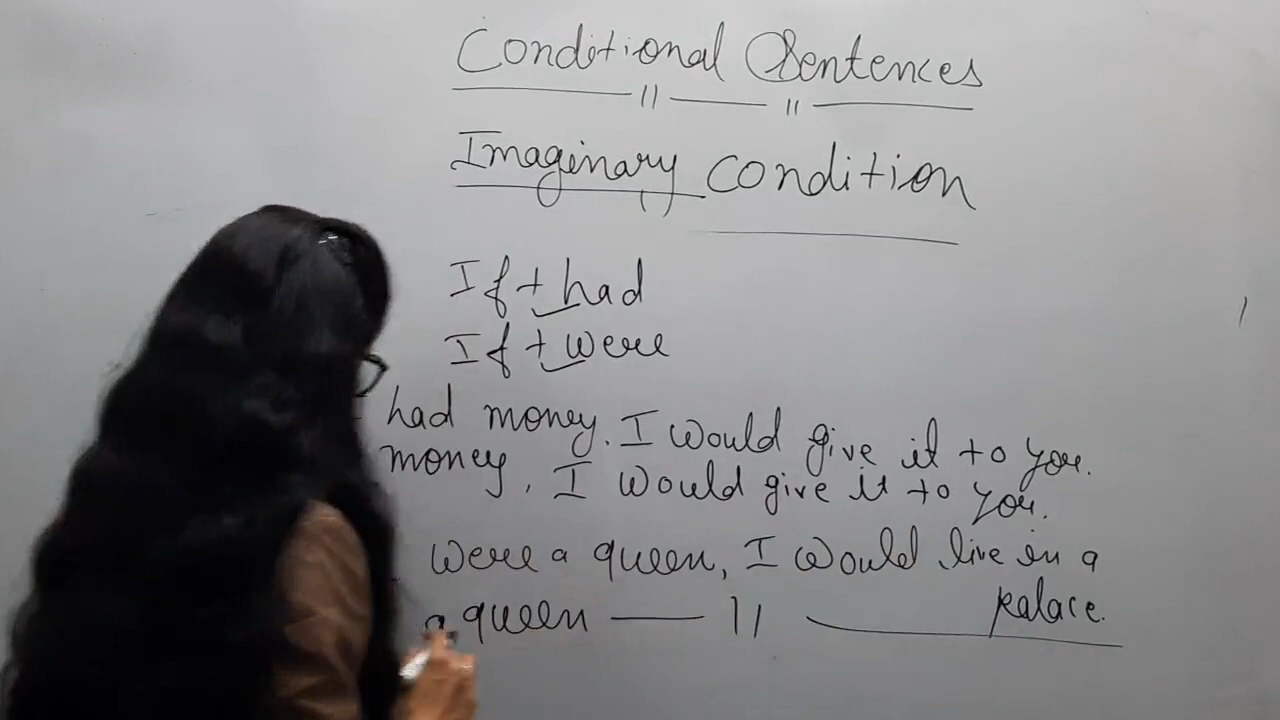 Conditional Sentences
Imaginary Condition
If + had
If + were
had money. I would give it to you.
money, I would give it to you.
were a queen, I would live in a
palace.
a queen — " —